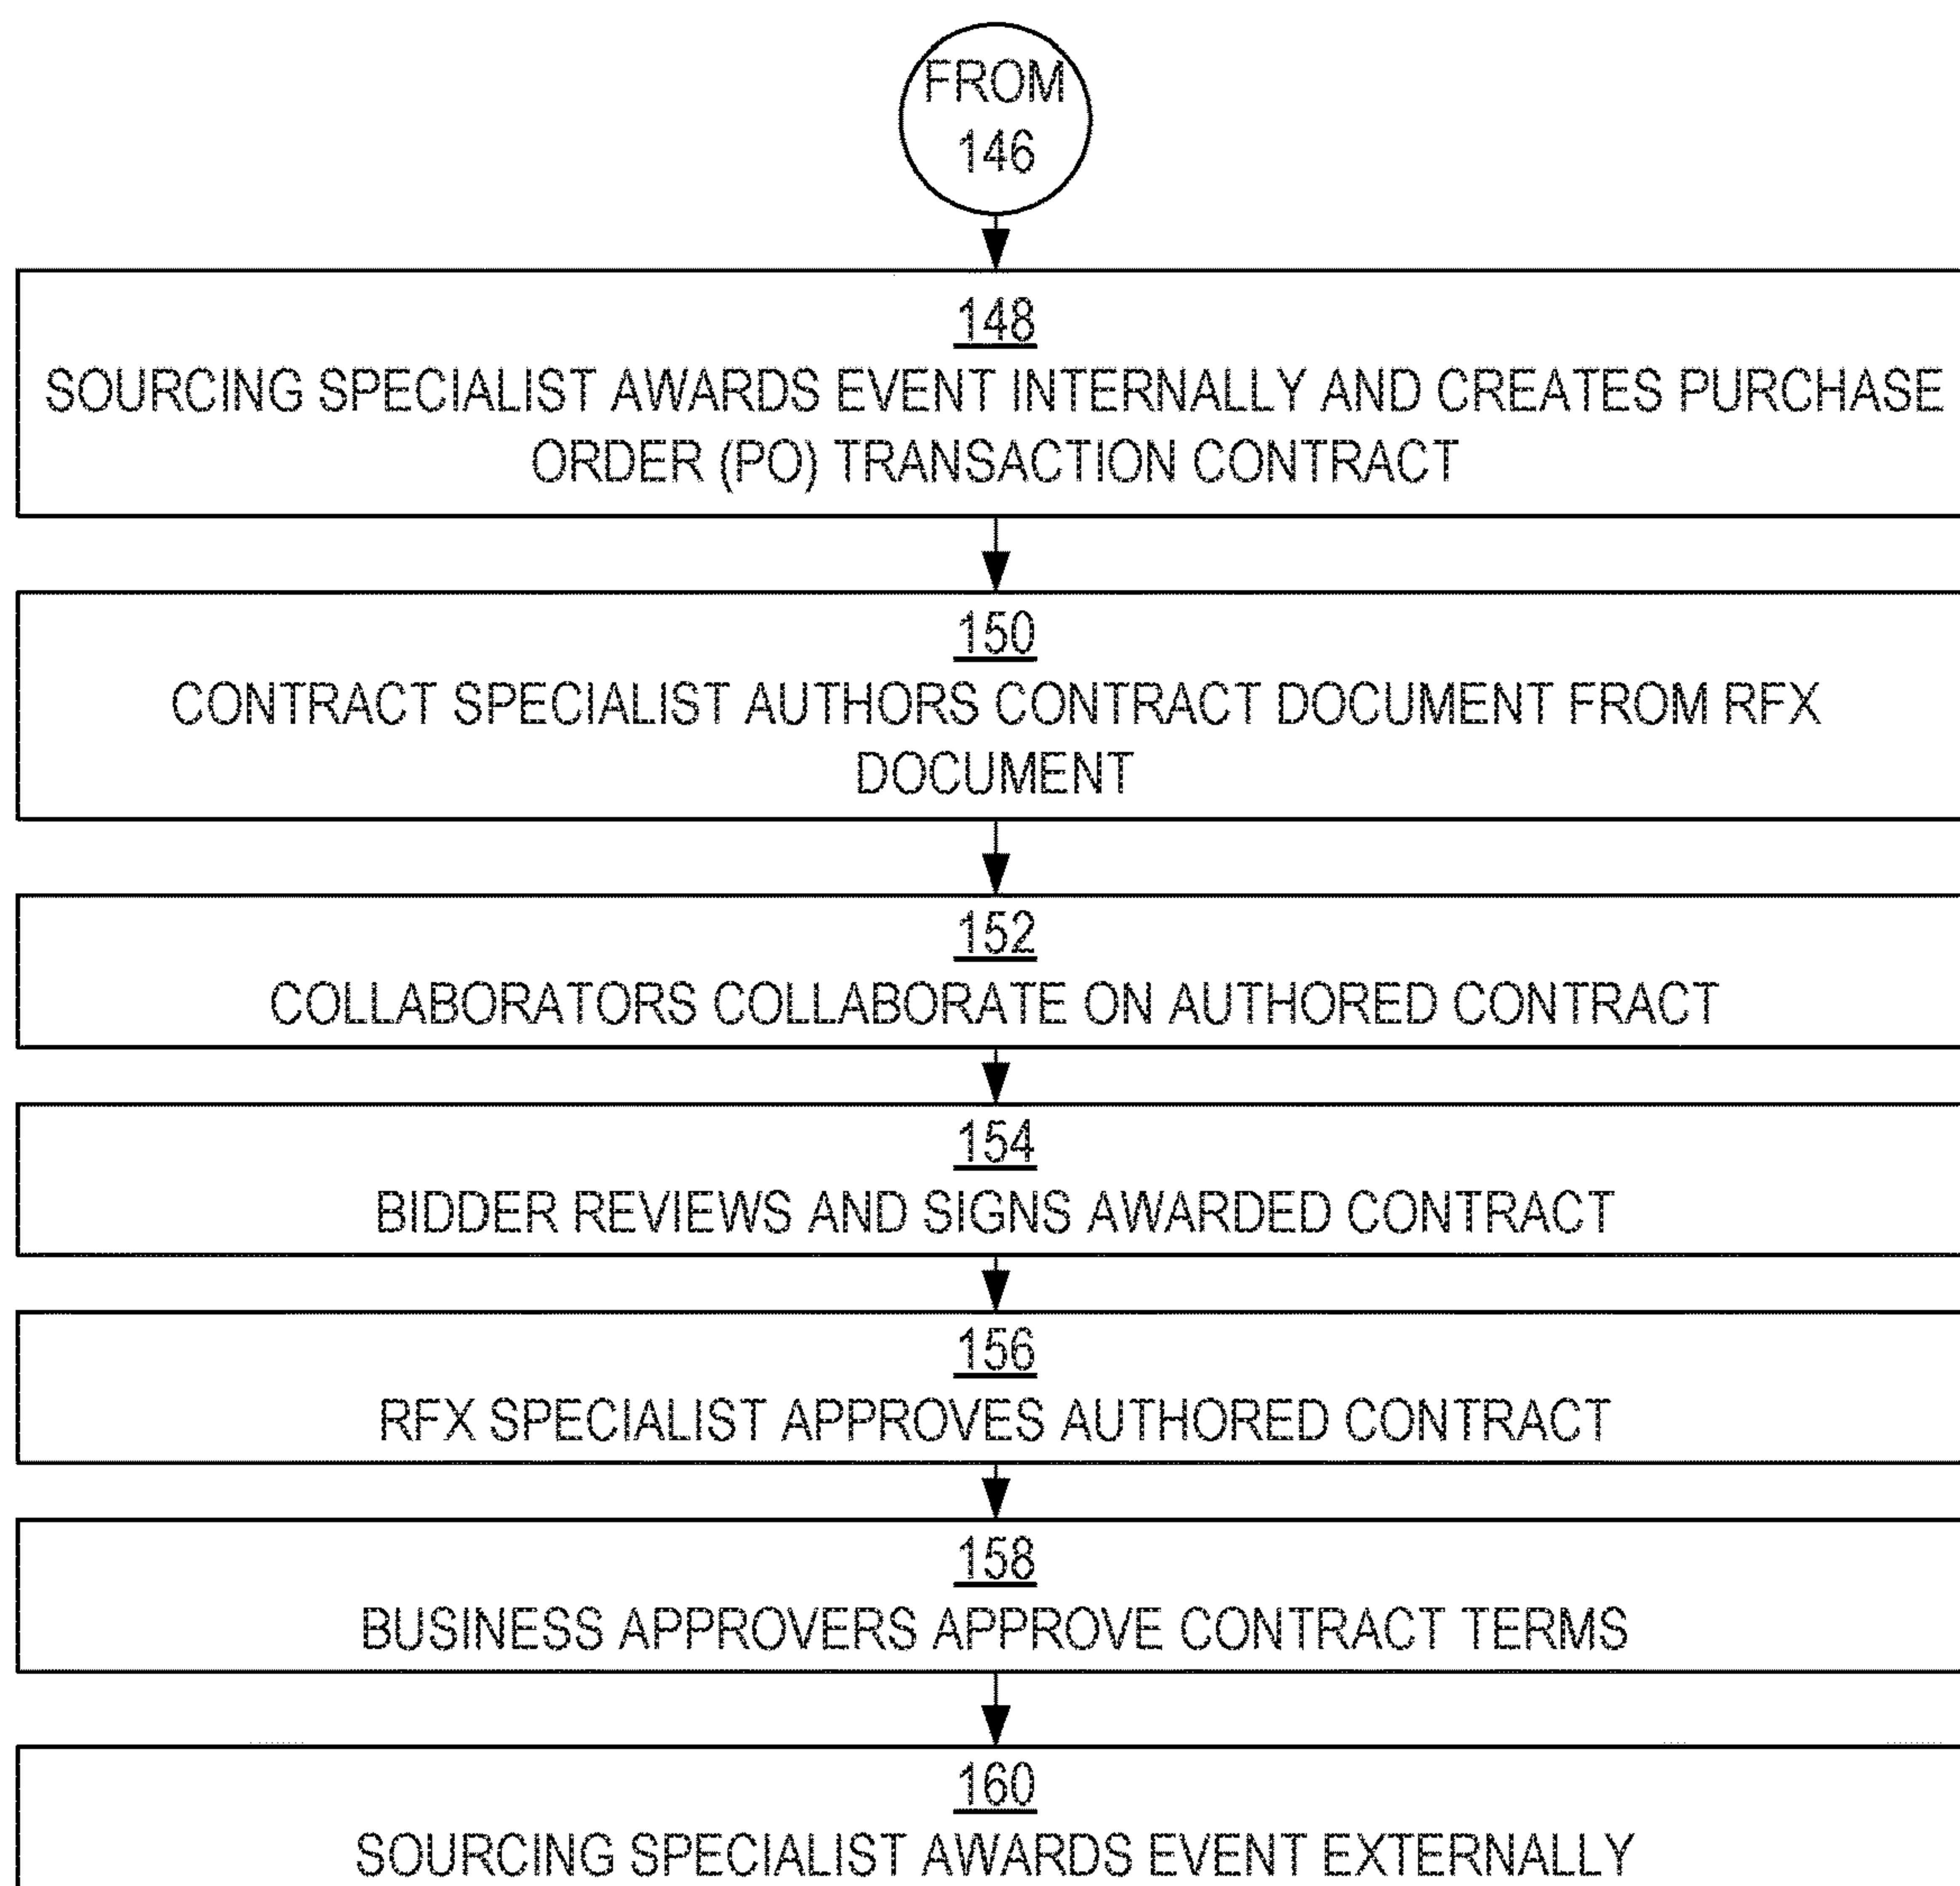 FROM
146
148
SOURCING SPECIALIST AWARDS EVENT INTERNALLY AND CREATES PURCHASE
ORDER (PO) TRANSACTION CONTRACT
150
CONTRACT SPECIALIST AUTHORS CONTRACT DOCUMENT FROM RFX
DOCUMENT
152
COLLABORATORS COLLABORATE ON AUTHORED CONTRACT
154
BIDDER REVIEWS AND SIGNS AWARDED CONTRACT
156
RFX SPECIALIST APPROVES AUTHORED CONTRACT
158
BUSINESS APPROVERS APPROVE CONTRACT TERMS
160
SOURCING SPECIALIST AWARDS EVENT EXTERNALLY